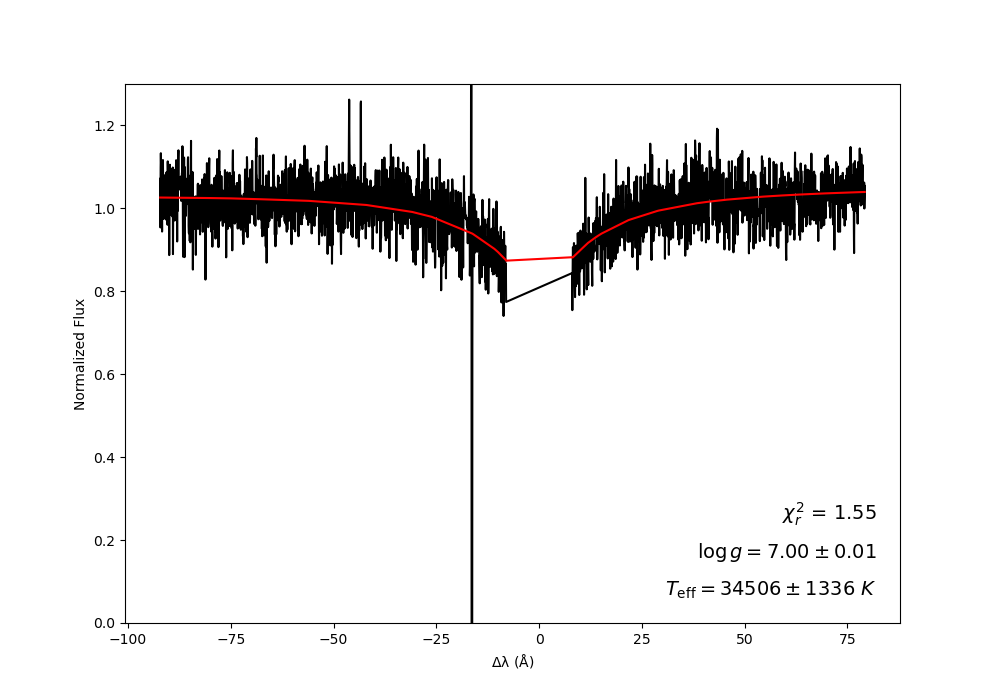 1.2
1.0
0.8
0.6
0.4
0.2
0.0
Normalized Flux
χ²ᵣ = 1.55
log g = 7.00 ± 0.01
T_eff = 34506 ± 1336 K
−100 −75 −50 −25 0 25 50 75
Δλ (Å)